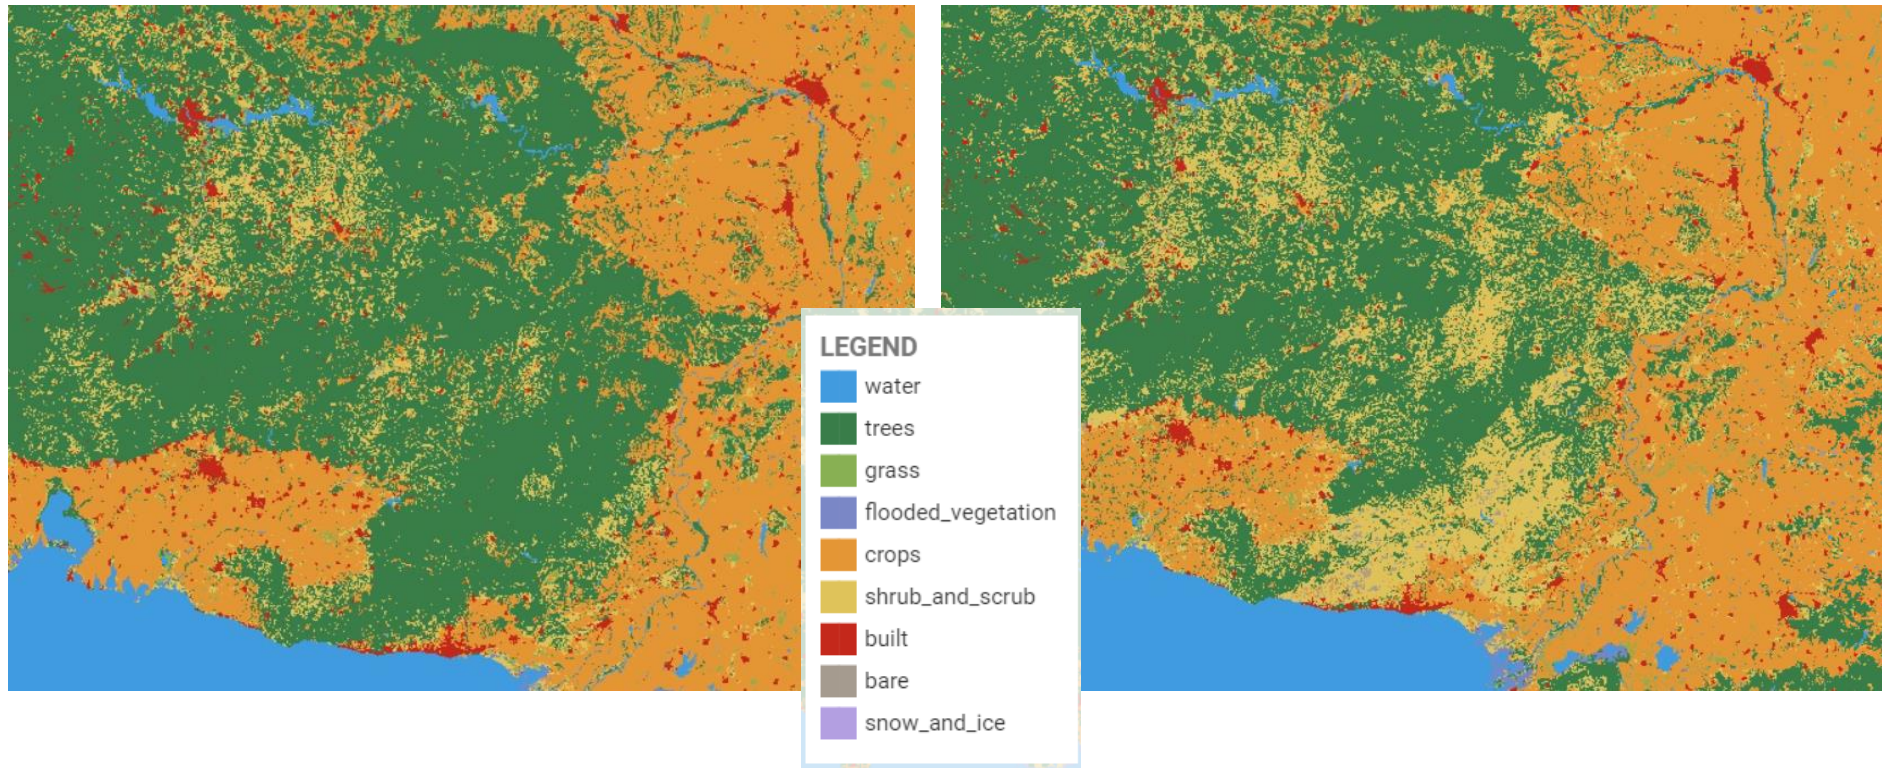 LEGEND
water
trees
grass
flooded_vegetation
crops
shrub_and_scrub
built
bare
snow_and_ice